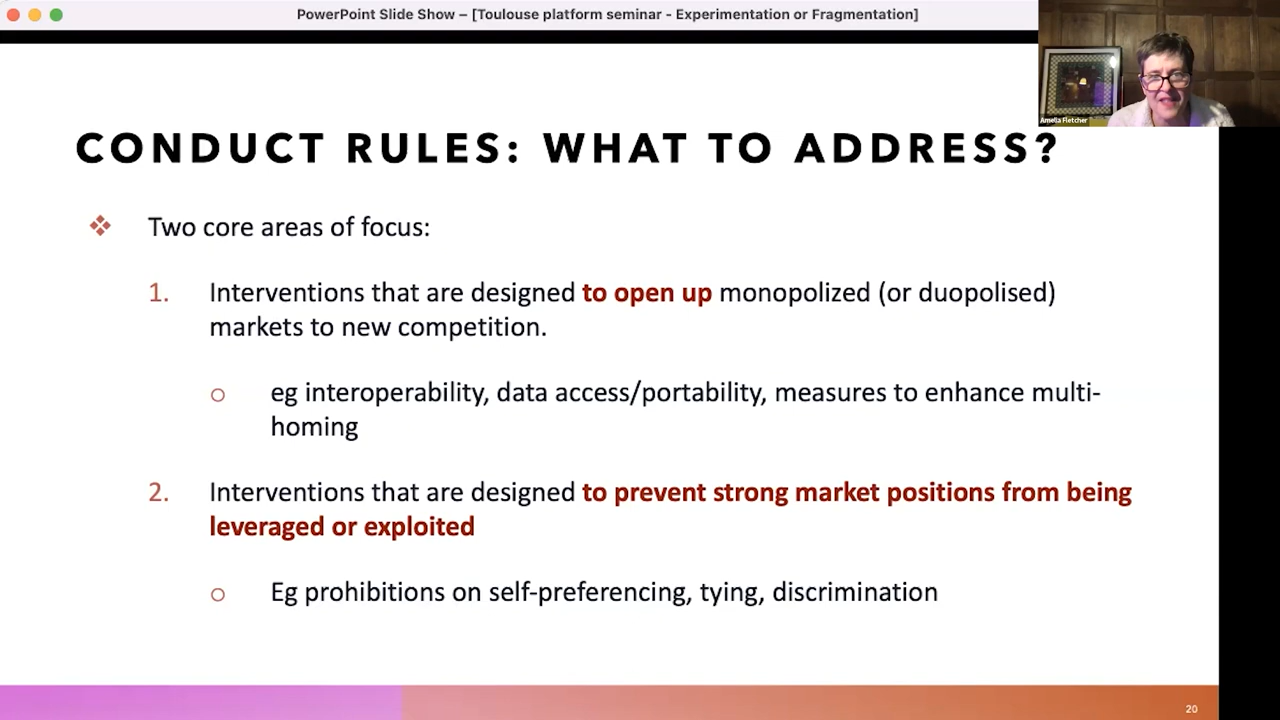 PowerPoint Slide Show – [Toulouse platform seminar - Experimentation or Fragmentation]
Amelia Fletcher
CONDUCT RULES: WHAT TO ADDRESS?
Two core areas of focus:
1. Interventions that are designed to open up monopolized (or duopolised)
markets to new competition.
eg interoperability, data access/portability, measures to enhance multi-
homing
2. Interventions that are designed to prevent strong market positions from being
leveraged or exploited
Eg prohibitions on self-preferencing, tying, discrimination
20